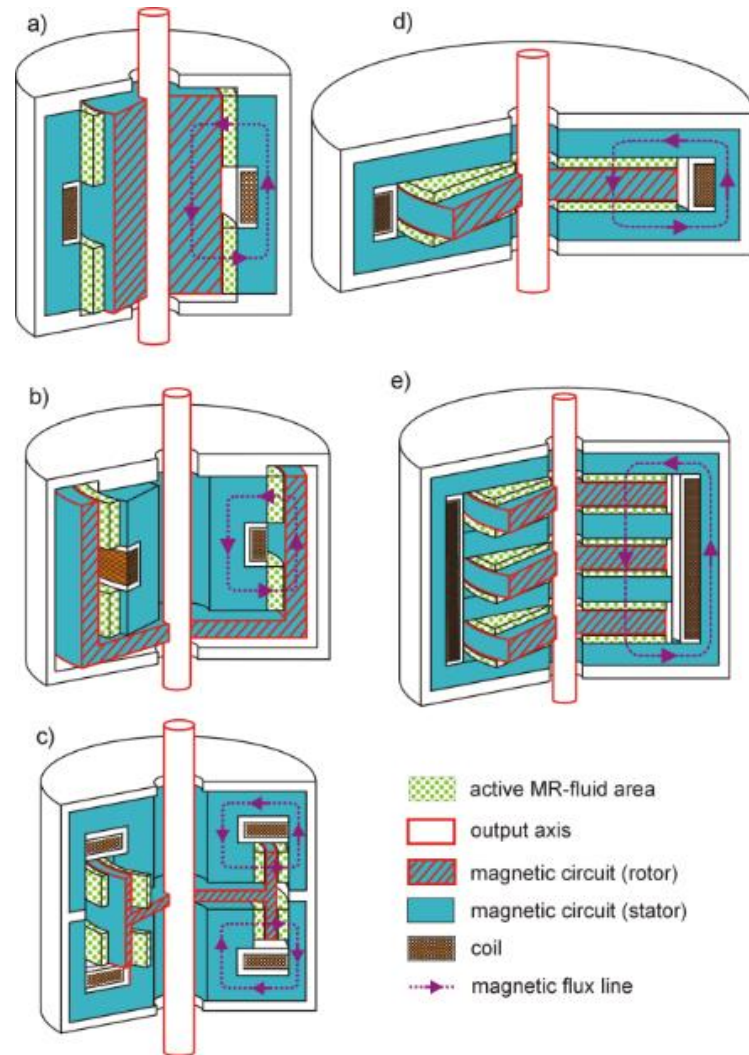 a)
d)
b)
e)
c)
active MR-fluid area
output axis
magnetic circuit (rotor)
magnetic circuit (stator)
coil
magnetic flux line